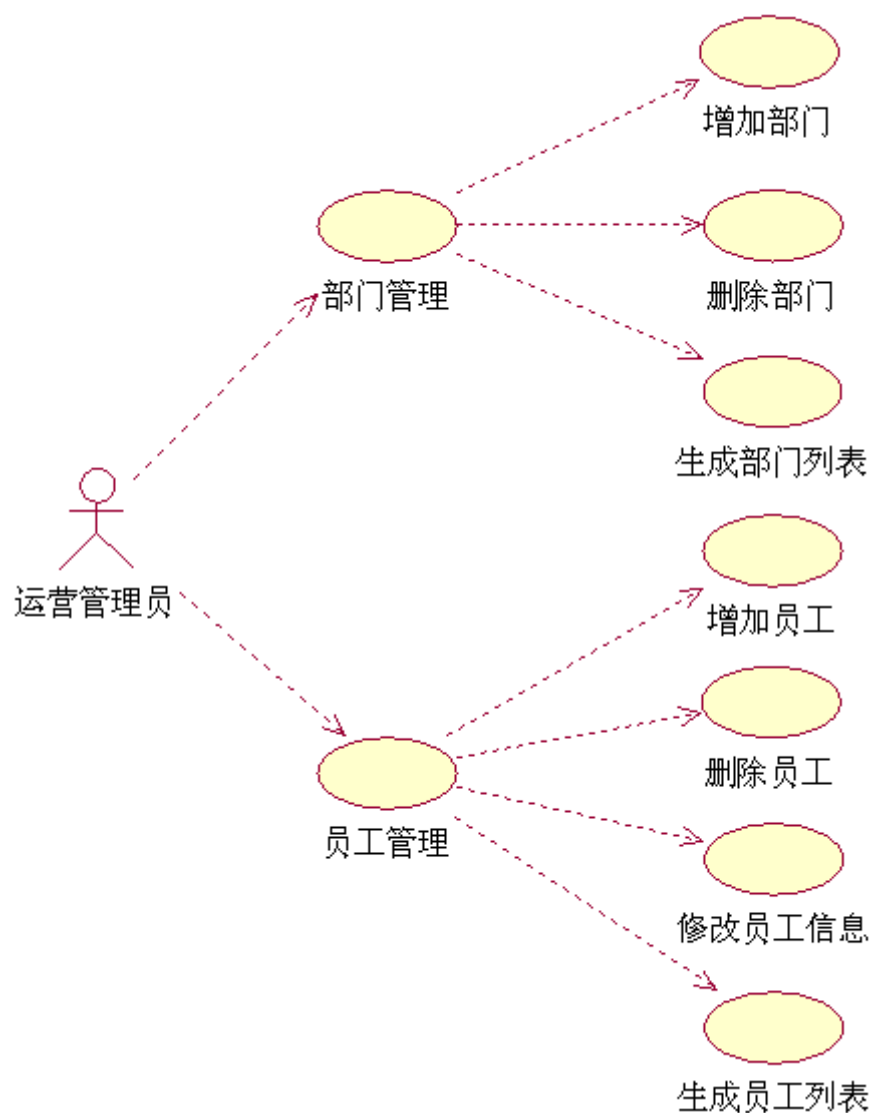 增加部门
部门管理
删除部门
生成部门列表
运营管理员
增加员工
删除员工
员工管理
修改员工信息
生成员工列表